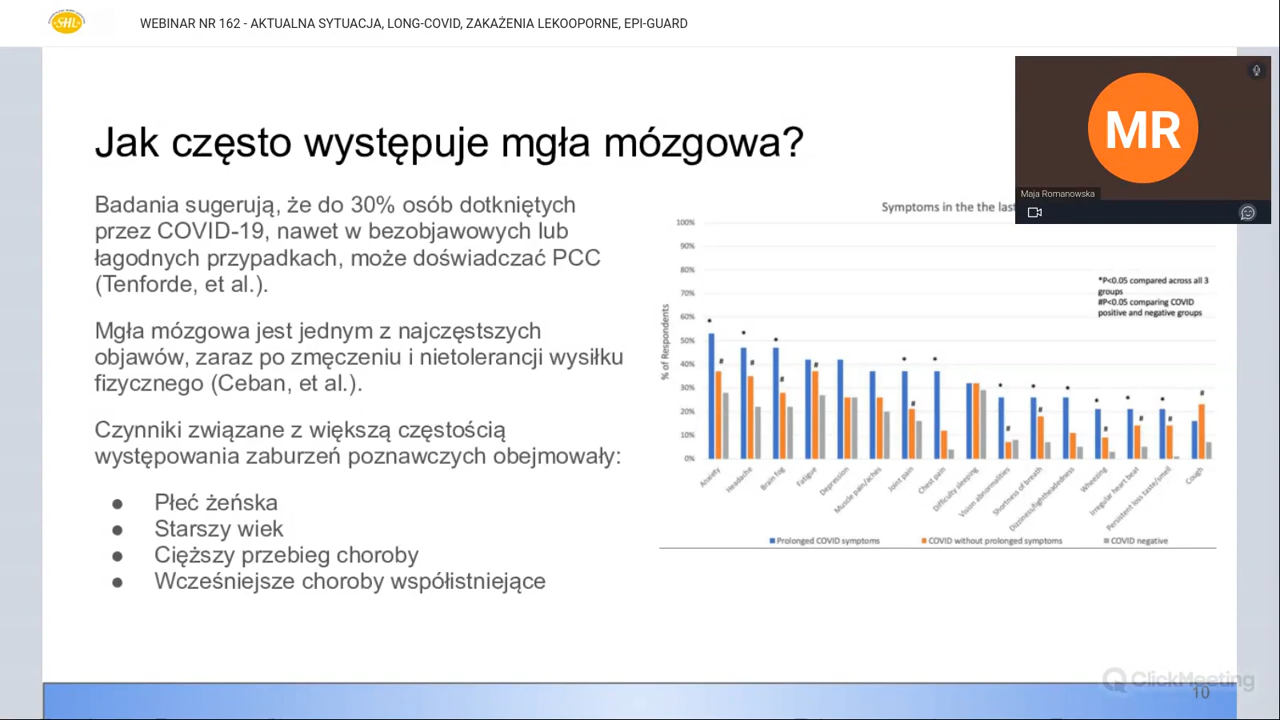 SHL
WEBINAR NR 162 - AKTUALNA SYTUACJA, LONG-COVID, ZAKAŻENIA LEKOOPORNE, EPI-GUARD
MR
Maja Romanowska
Jak często występuje mgła mózgowa?
Badania sugerują, że do 30% osób dotkniętych
przez COVID-19, nawet w bezobjawowych lub
łagodnych przypadkach, może doświadczać PCC
(Tenforde, et al.).
Mgła mózgowa jest jednym z najczęstszych
objawów, zaraz po zmęczeniu i nietolerancji wysiłku
fizycznego (Ceban, et al.).
Czynniki związane z większą częstością
występowania zaburzeń poznawczych obejmowały:
● Płeć żeńska
● Starszy wiek
● Cięższy przebieg choroby
● Wcześniejsze choroby współistniejące
Symptoms in the the last
% of Respondents
100%
90%
80%
70%
60%
50%
40%
30%
20%
10%
0%
*P<0.05 compared across all 3
groups
#P<0.05 comparing COVID
positive and negative groups
Anxiety
Headache
Brain fog
Fatigue
Depression
Muscle pain/aches
Joint pain
Chest pain
Difficulty sleeping
Vision abnormalities
Shortness of breath
Diziness/lightheadedness
Wheezing
Irregular heart beat
Persistent loss taste/smell
Cough
Prolonged COVID symptoms
COVID without prolonged symptoms
COVID negative
ClickMeeting
10